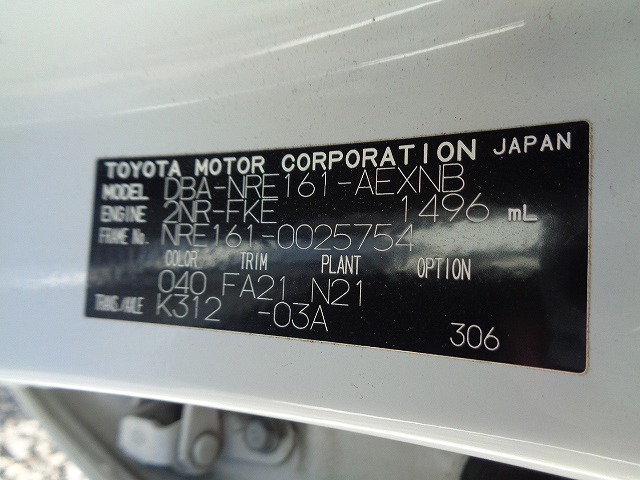 TOYOTA MOTOR CORPORATION JAPAN
MODEL DBA-NRE161-AEXNB
ENGINE 2NR-FKE 1496 mL
FRAME No. NRE161-0025754
COLOR TRIM PLANT OPTION
040 FA21 N21
TRANS/AXLE K312 -03A
306